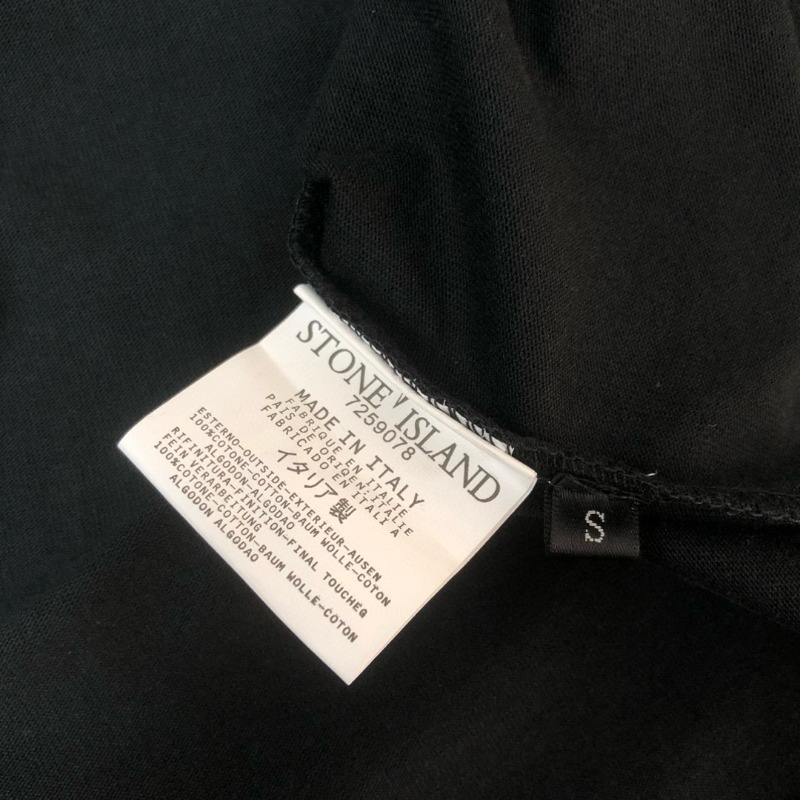 STONE ISLAND
7259078
MADE IN ITALY
FABRIQUE EN ITALIE
PAIS DE ORIGEN:ITALIE
FABRICADO EN ITALIA
イタリア製
ESTERNO-OUTSIDE-EXTERIEUR-AUSEN
100%COTONE-COTTON-BAUM WOLLE-COTON
ALGODON-ALGODAO
RIFINITURA-FINITION-FINAL TOUCHEQ
FEIN VERARBEITUNG
100%COTONE-COTTON-BAUM WOLLE-COTON
ALGODON ALGODAO
S